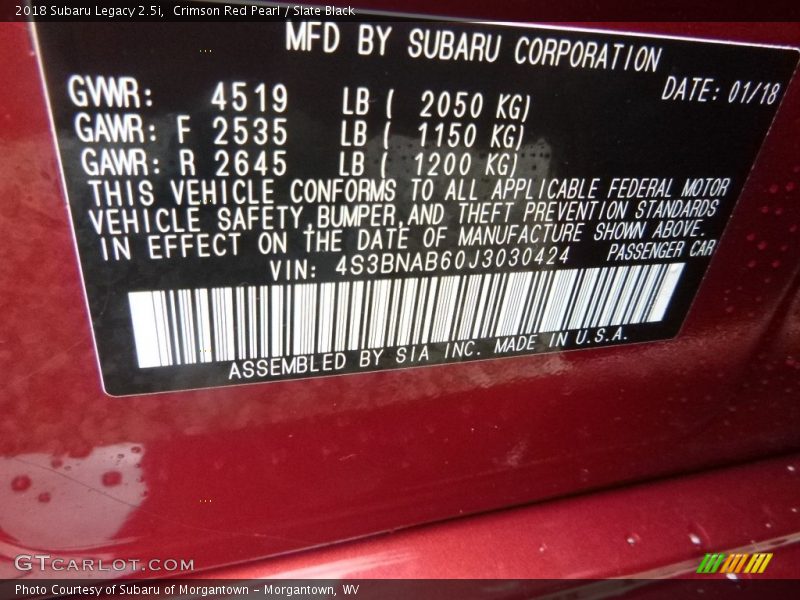 2018 Subaru Legacy 2.5i,  Crimson Red Pearl / Slate Black
MFD BY SUBARU CORPORATION
DATE: 01/18
GVWR: 4519 LB ( 2050 KG)
GAWR: F 2535 LB ( 1150 KG)
GAWR: R 2645 LB ( 1200 KG)
THIS VEHICLE CONFORMS TO ALL APPLICABLE FEDERAL MOTOR
VEHICLE SAFETY,BUMPER,AND THEFT PREVENTION STANDARDS
IN EFFECT ON THE DATE OF MANUFACTURE SHOWN ABOVE.
VIN: 4S3BNAB60J3030424 PASSENGER CAR
ASSEMBLED BY SIA INC. MADE IN U.S.A.
GTCARLOT.COM
Photo Courtesy of Subaru of Morgantown – Morgantown, WV